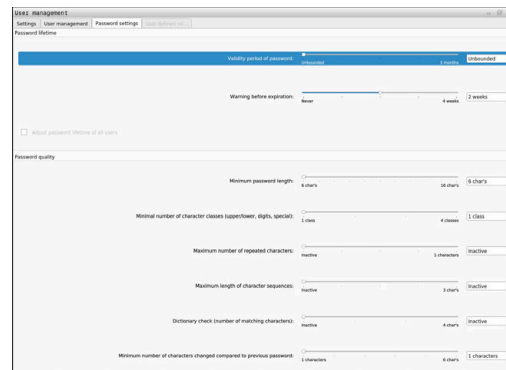 User management
Settings User management Password settings
Password lifetime
Validity period of password: Unbounded 3 months Unbounded
Warning before expiration: Never 4 weeks 2 weeks
Adjust password lifetime of all users
Password quality
Minimum password length: 6 char's 16 char's 6 char's
Minimal number of character classes (upper/lower, digits, special): 1 class 4 classes 1 class
Maximum number of repeated characters: Inactive characters Inactive
Maximum length of character sequences: Inactive 3 char's Inactive
Dictionary check (number of matching characters): Inactive 4 char's Inactive
Minimum number of characters changed compared to previous password: 1 characters 6 char's 1 characters